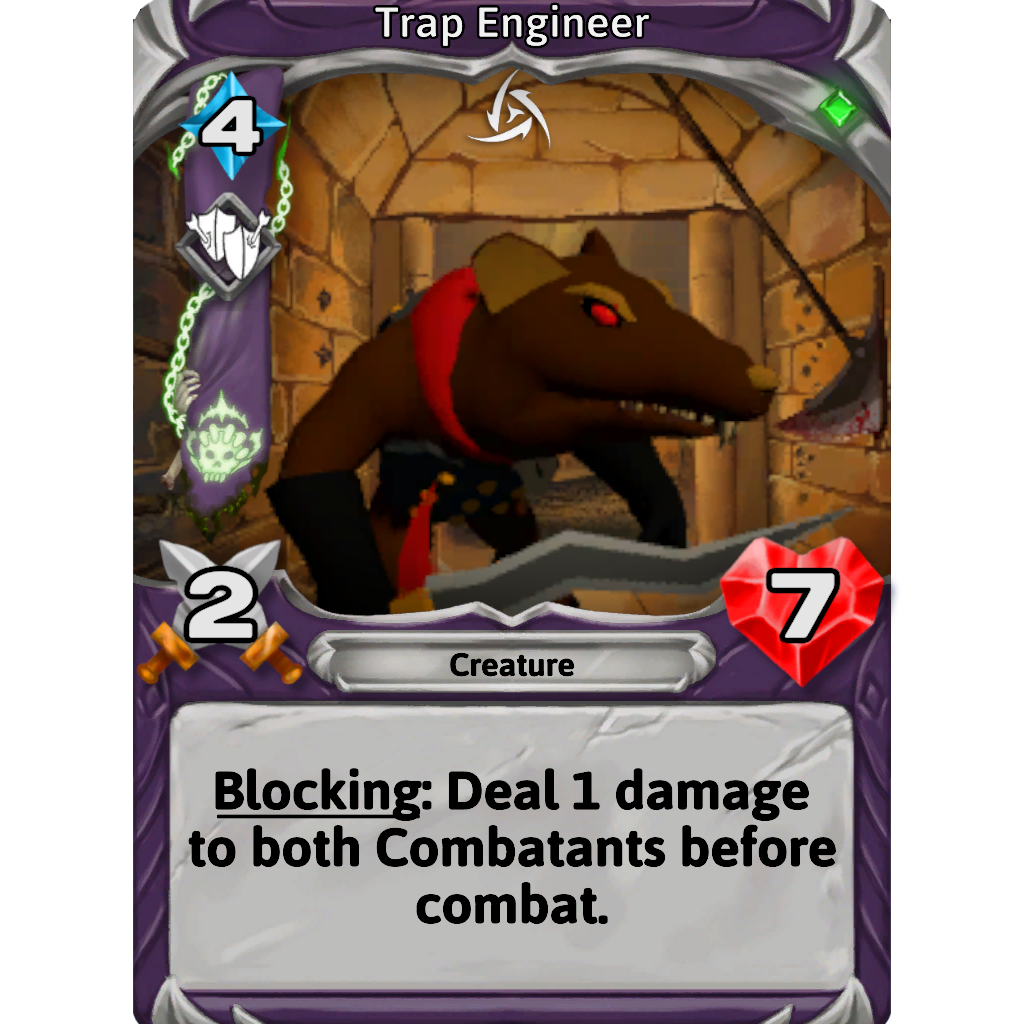 Trap Engineer
4
2
7
Creature
Blocking: Deal 1 damage
to both Combatants before
combat.